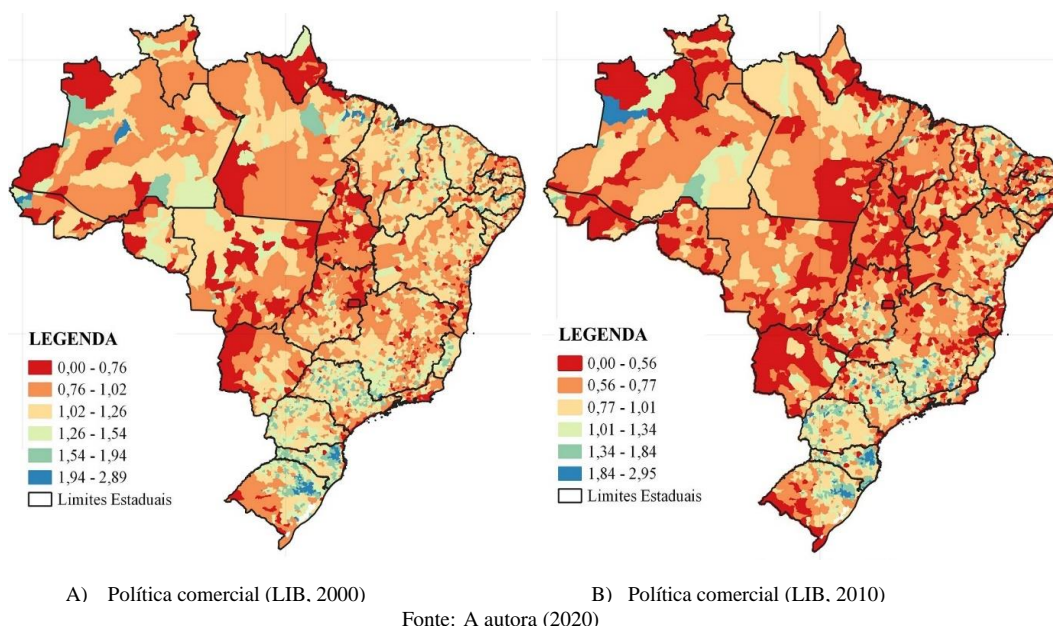 LEGENDA
0,00 - 0,76
0,76 - 1,02
1,02 - 1,26
1,26 - 1,54
1,54 - 1,94
1,94 - 2,89
Limites Estaduais
LEGENDA
0,00 - 0,56
0,56 - 0,77
0,77 - 1,01
1,01 - 1,34
1,34 - 1,84
1,84 - 2,95
Limites Estaduais
A) Política comercial (LIB, 2000)
B) Política comercial (LIB, 2010)
Fonte: A autora (2020)